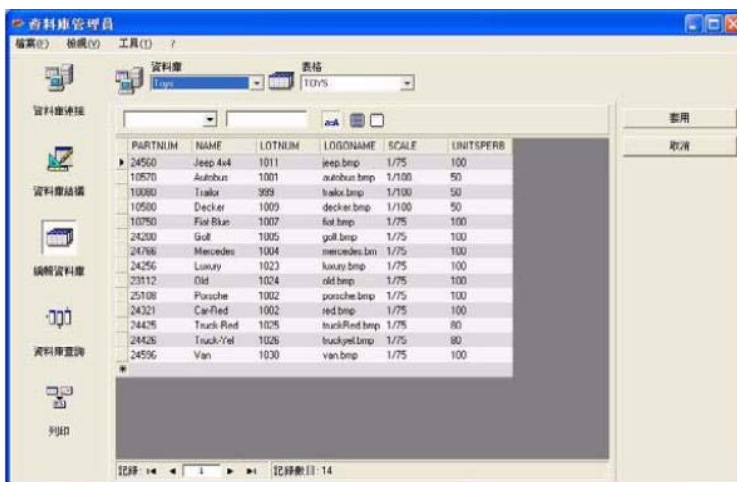 資料庫管理員
檔案(F) 檢視(V) 工具(T) ?
資料庫 表格
Toys TOYS
資料庫連接
a=A
套用
取消
PARTNUM NAME LOTNUM LOGONAME SCALE UNITSPERB
24560 Jeep 4x4 1011 jeep.bmp 1/75 100
10570 Autobus 1001 autobus.bmp 1/100 50
10080 Trailor 999 trailor.bmp 1/100 50
10500 Decker 1009 decker.bmp 1/100 50
10750 Fiat Blue 1007 fiat.bmp 1/75 100
24200 Golf 1005 golf.bmp 1/75 100
24766 Mercedes 1004 mercedes.bm 1/75 100
24256 Luxury 1023 luxury.bmp 1/75 100
23112 Old 1024 old.bmp 1/75 100
25108 Porsche 1002 porsche.bmp 1/75 100
24321 Car-Red 1002 red.bmp 1/75 100
24425 Truck-Red 1025 truckRed.bmp 1/75 80
24426 Truck-Yel 1026 truckyel.bmp 1/75 80
24596 Van 1030 van.bmp 1/75 100
資料庫結構
編輯資料庫
資料庫查詢
列印
記錄: 1 記錄數目: 14